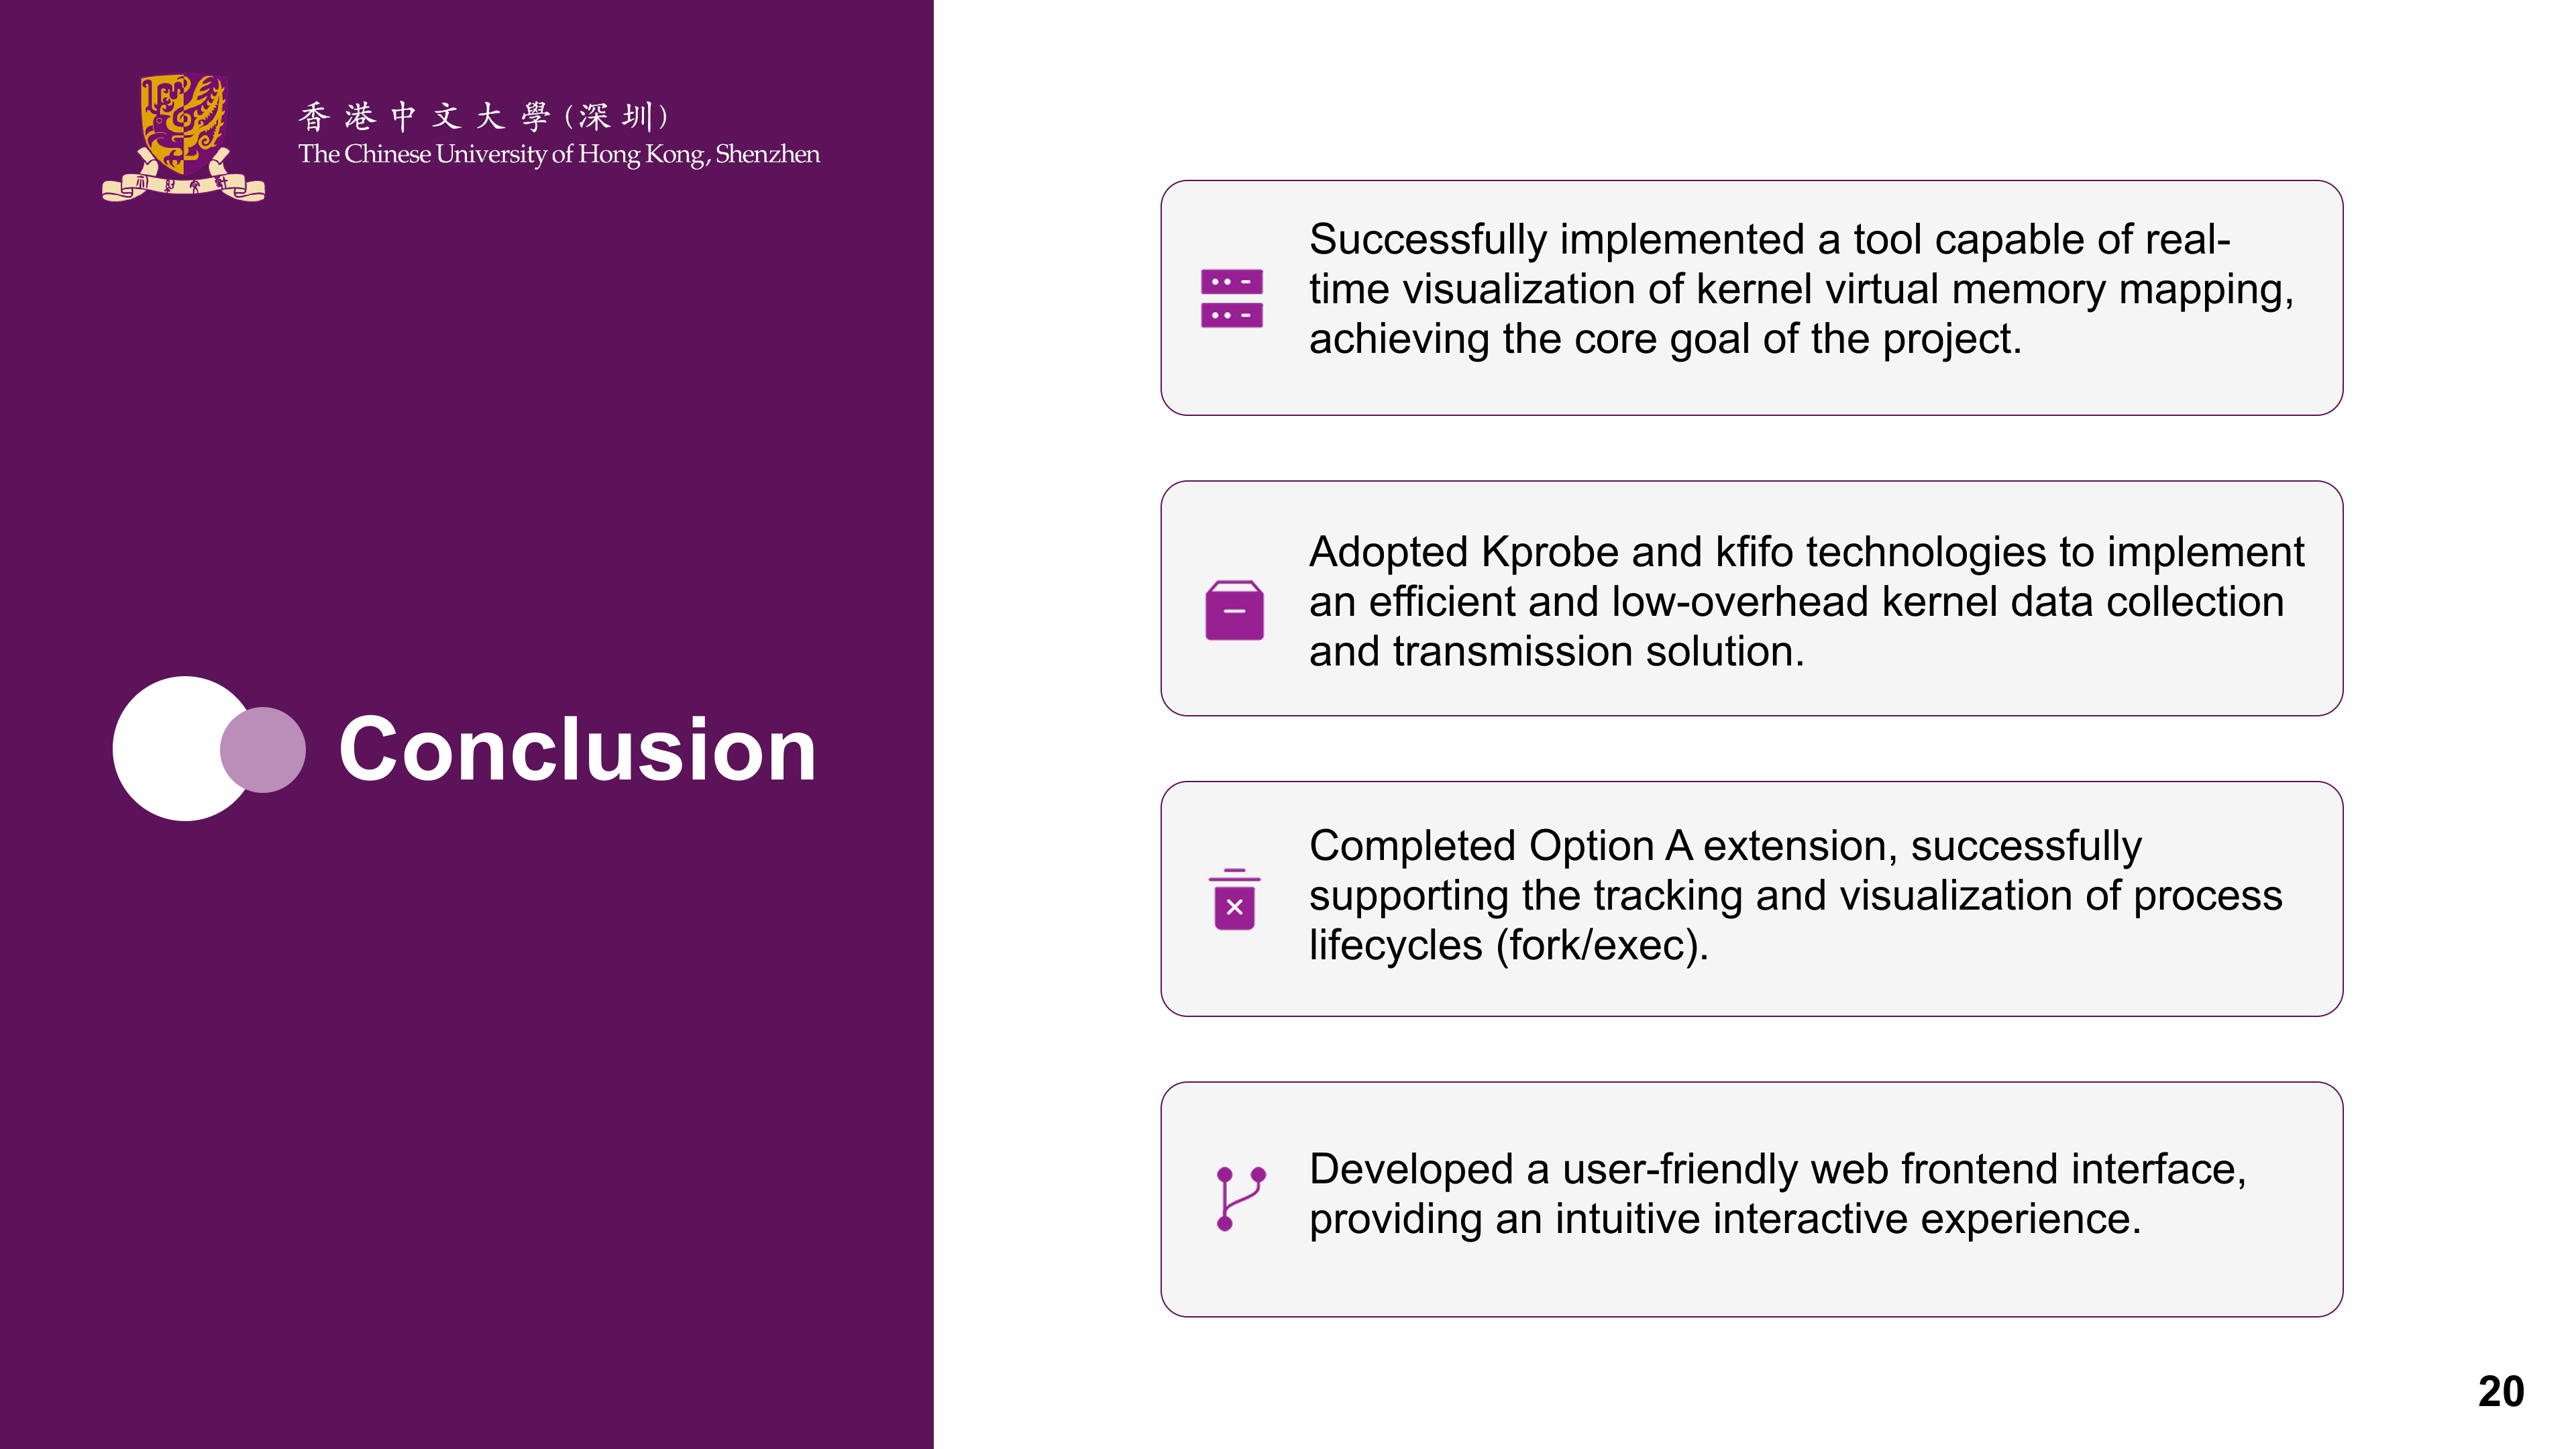 香港中文大學(深圳)
The Chinese University of Hong Kong, Shenzhen
Conclusion
Successfully implemented a tool capable of real-
time visualization of kernel virtual memory mapping,
achieving the core goal of the project.
Adopted Kprobe and kfifo technologies to implement
an efficient and low-overhead kernel data collection
and transmission solution.
Completed Option A extension, successfully
supporting the tracking and visualization of process
lifecycles (fork/exec).
Developed a user-friendly web frontend interface,
providing an intuitive interactive experience.
20